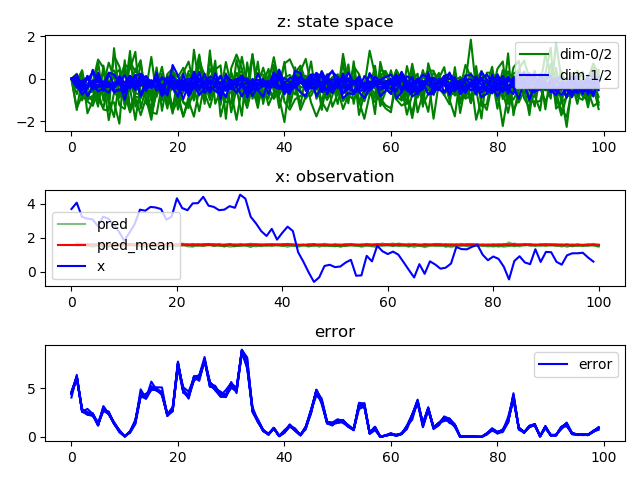 z: state space
2
0
−2
dim-0/2
dim-1/2
0 20 40 60 80 100
x: observation
4
2
0
pred
pred_mean
x
0 20 40 60 80 100
error
5
0
error
0 20 40 60 80 100